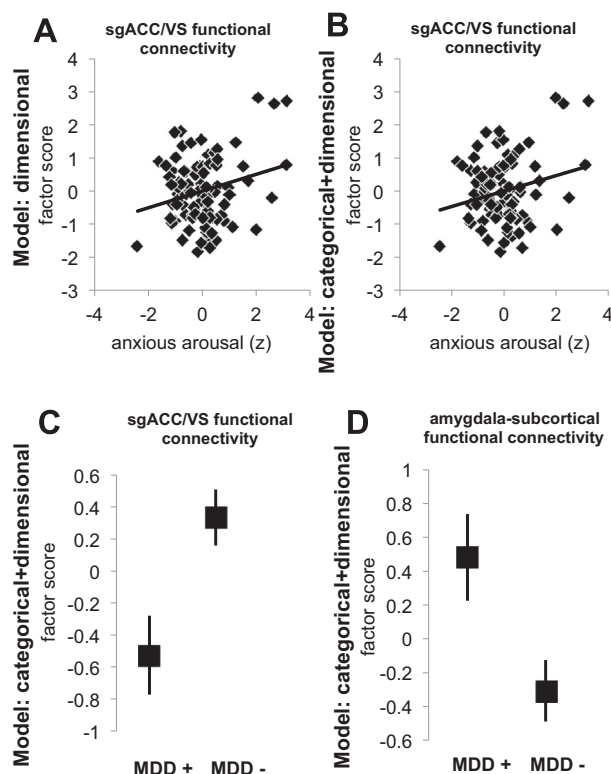 A
sgACC/VS functional
connectivity
Model: dimensional
factor score
4
3
2
1
0
-1
-2
-3
-4
-2
0
2
4
anxious arousal (z)
B
sgACC/VS functional
connectivity
Model: categorical+dimensional
factor score
4
3
2
1
0
-1
-2
-3
-4
-2
0
2
4
anxious arousal (z)
C
sgACC/VS functional
connectivity
Model: categorical+dimensional
factor score
0.6
0.4
0.2
0
-0.2
-0.4
-0.6
-0.8
-1
MDD + MDD -
D
amygdala-subcortical
functional connectivity
Model: categorical+dimensional
factor score
1
0.8
0.6
0.4
0.2
0
-0.2
-0.4
-0.6
MDD + MDD -